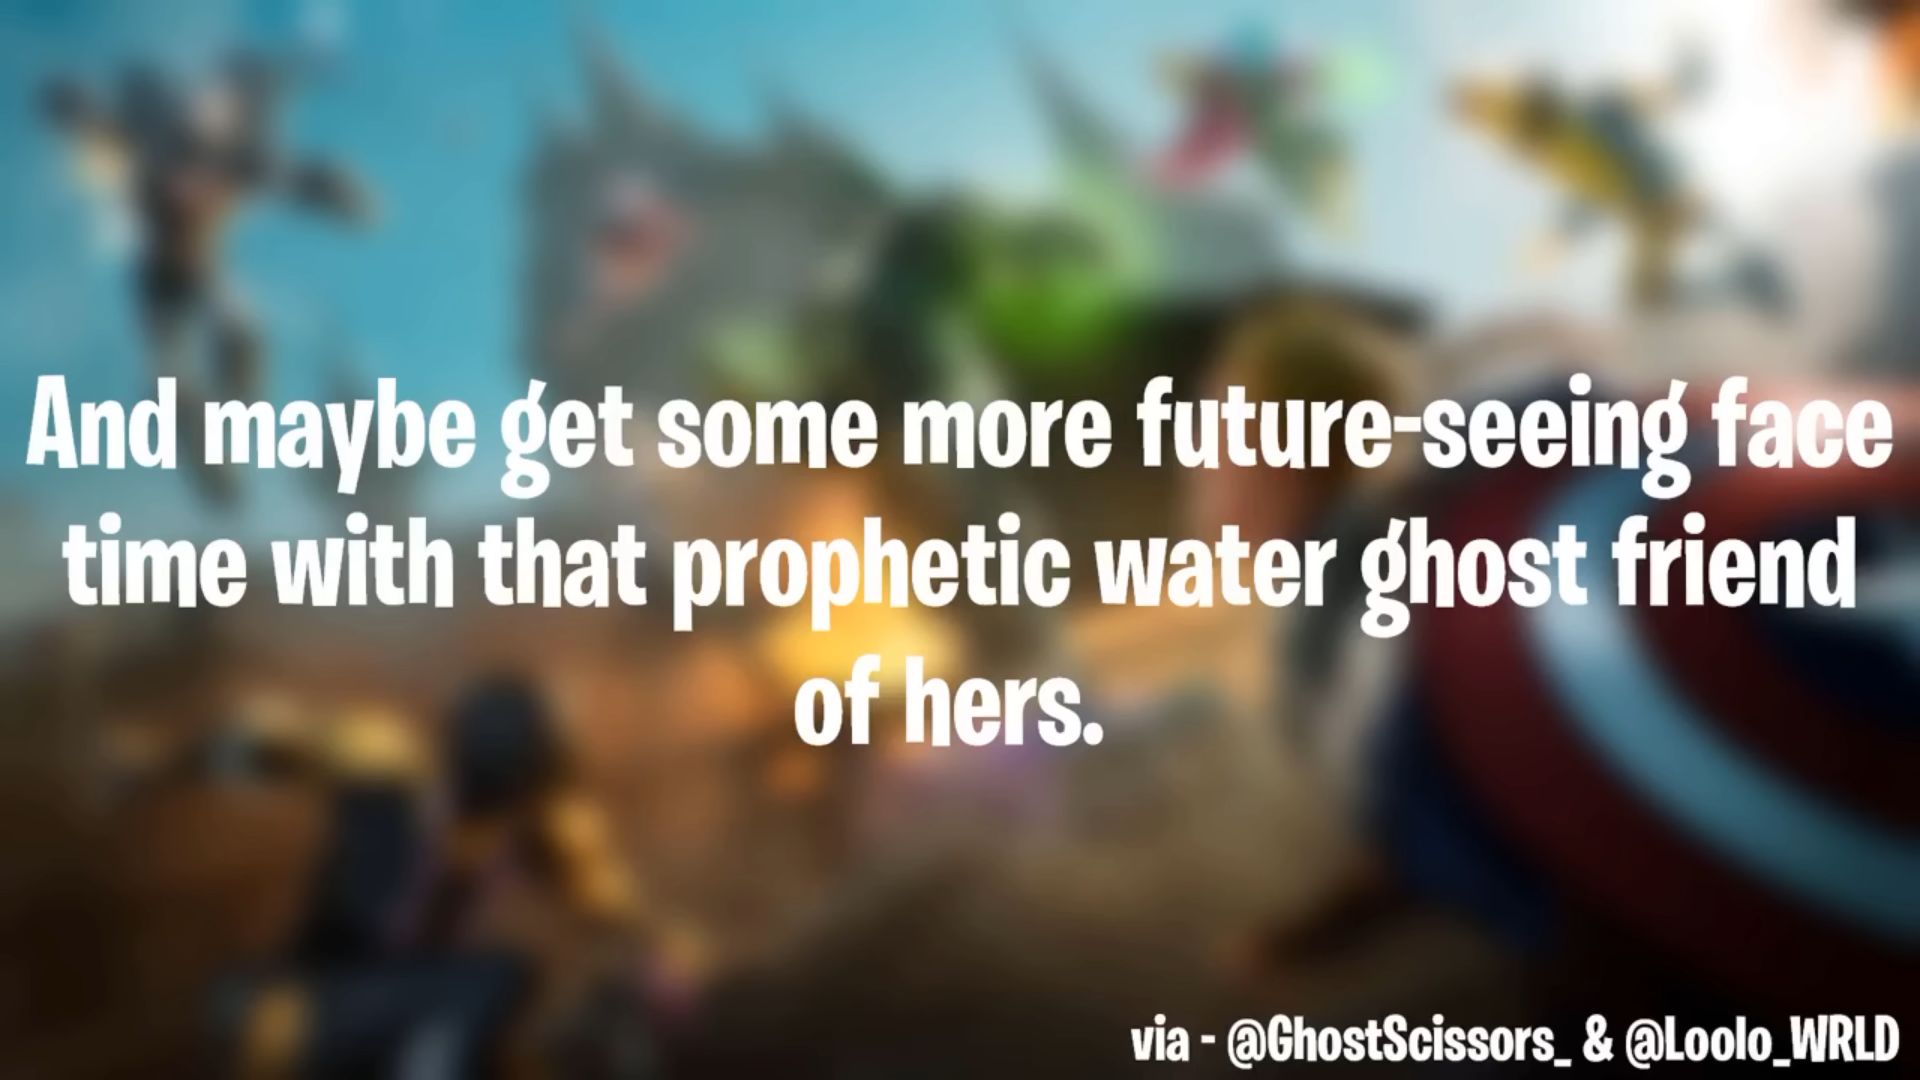 And maybe get some more future-seeing face
time with that prophetic water ghost friend
of hers.
via - @GhostScissors_ & @Loolo_WRLD